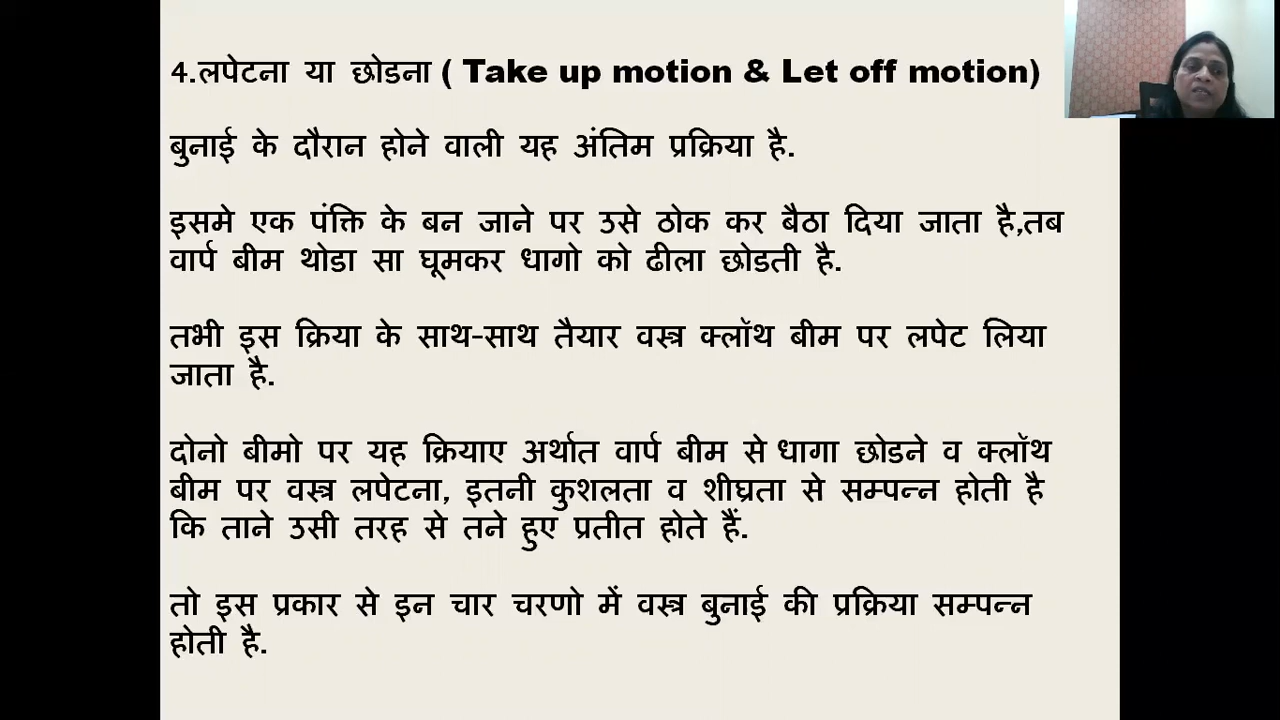 4.लपेटना या छोडना ( Take up motion & Let off motion)
बुनाई के दौरान होने वाली यह अंतिम प्रक्रिया है.
इसमे एक पंक्ति के बन जाने पर उसे ठोक कर बैठा दिया जाता है,तब
वार्प बीम थोडा सा घूमकर धागो को ढीला छोडती है.
तभी इस क्रिया के साथ-साथ तैयार वस्त्र क्लॉथ बीम पर लपेट लिया
जाता है.
दोनो बीमो पर यह क्रियाए अर्थात वार्प बीम से धागा छोडने व क्लॉथ
बीम पर वस्त्र लपेटना, इतनी कुशलता व शीघ्रता से सम्पन्न होती है
कि ताने उसी तरह से तने हुए प्रतीत होते हैं.
तो इस प्रकार से इन चार चरणो में वस्त्र बुनाई की प्रक्रिया सम्पन्न
होती है.